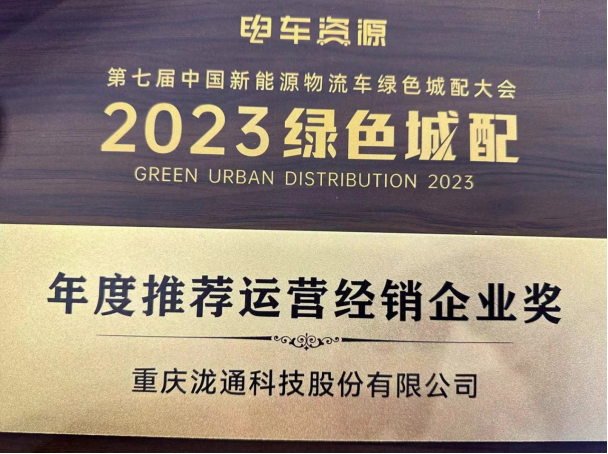 电车资源
第七届中国新能源物流车绿色城配大会
2023绿色城配
GREEN URBAN DISTRIBUTION 2023
年度推荐运营经销企业奖
重庆泷通科技股份有限公司